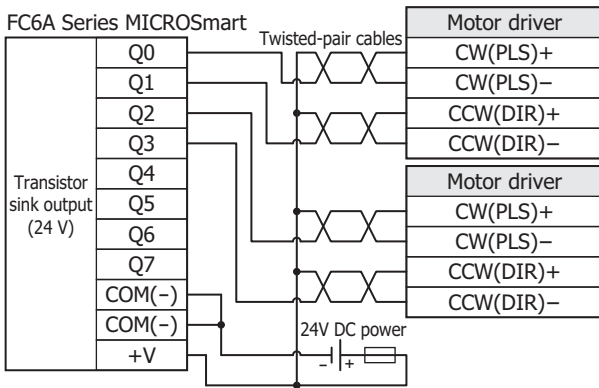 FC6A Series MICROSmart
Transistor
sink output
(24 V)
Q0
Q1
Q2
Q3
Q4
Q5
Q6
Q7
COM(−)
COM(−)
+V
Twisted-pair cables
24V DC power
− +
Motor driver
CW(PLS)+
CW(PLS)−
CCW(DIR)+
CCW(DIR)−
Motor driver
CW(PLS)+
CW(PLS)−
CCW(DIR)+
CCW(DIR)−